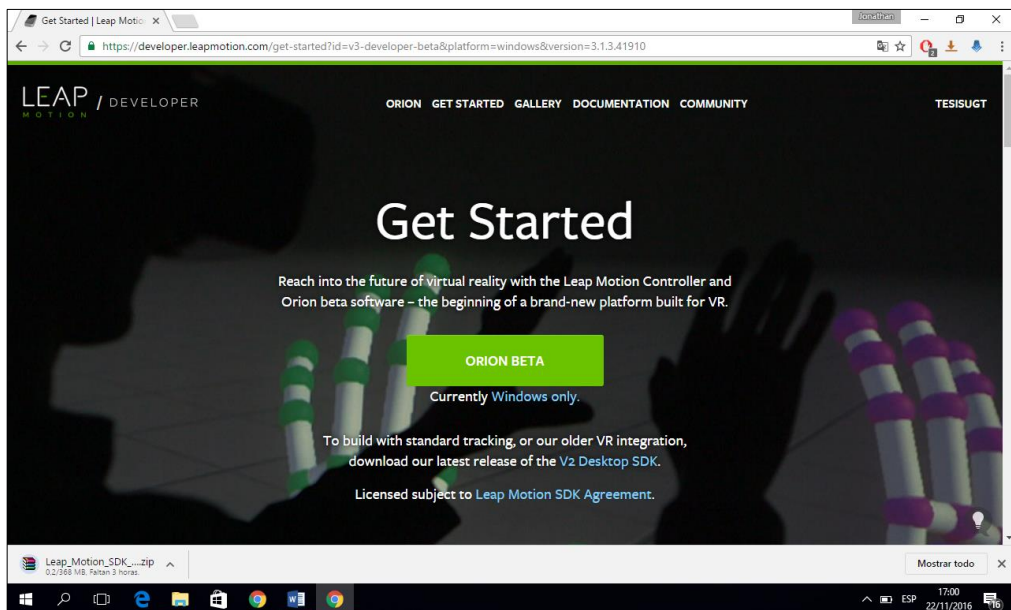 Get Started | Leap Motio
Jonathan
https://developer.leapmotion.com/get-started?id=v3-developer-beta&platform=windows&version=3.1.3.41910
2
LEAP / DEVELOPER
MOTION
ORION GET STARTED GALLERY DOCUMENTATION COMMUNITY
TESISUGT
Get Started
Reach into the future of virtual reality with the Leap Motion Controller and
Orion beta software – the beginning of a brand-new platform built for VR.
ORION BETA
Currently Windows only.
To build with standard tracking, or our older VR integration,
download our latest release of the V2 Desktop SDK.
Licensed subject to Leap Motion SDK Agreement.
Leap_Motion_SDK_....zip
0,2/368 MB, Faltan 3 horas.
Mostrar todo
ESP
17:00
22/11/2016
16